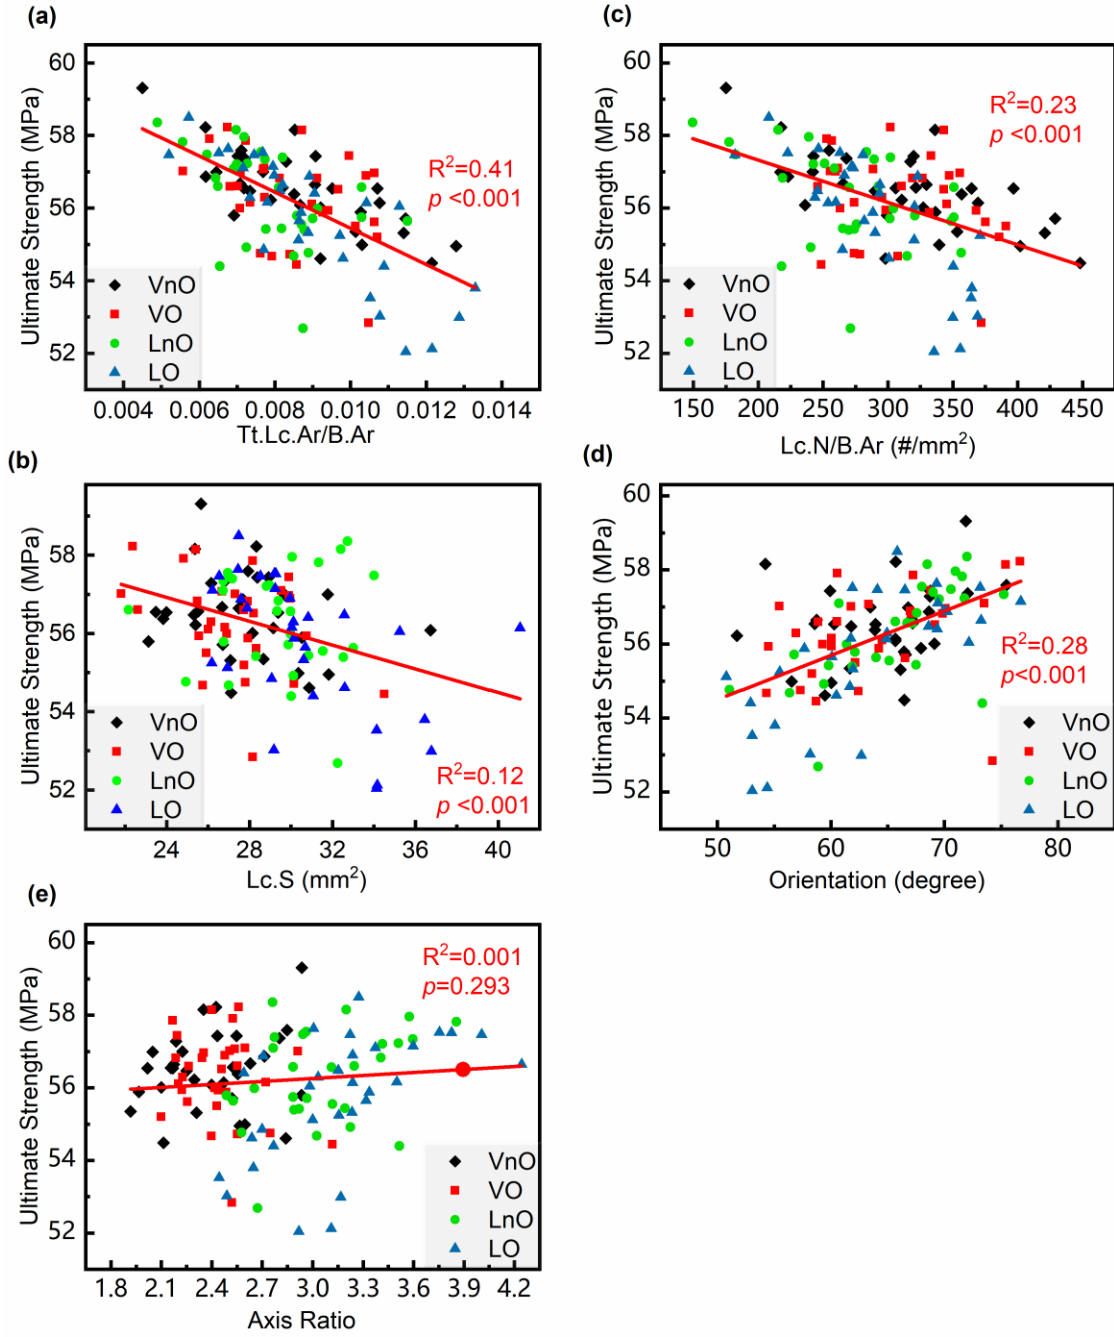 (a)
60
58
56
54
52
Ultimate Strength (MPa)
R²=0.41
p <0.001
VnO
VO
LnO
LO
0.004 0.006 0.008 0.010 0.012 0.014
Tt.Lc.Ar/B.Ar
(c)
60
58
56
54
52
Ultimate Strength (MPa)
R²=0.23
p <0.001
VnO
VO
LnO
LO
150 200 250 300 350 400 450
Lc.N/B.Ar (#/mm²)
(b)
58
56
54
52
Ultimate Strength (MPa)
VnO
VO
LnO
LO
R²=0.12
p <0.001
24 28 32 36 40
Lc.S (mm²)
(d)
60
58
56
54
52
Ultimate Strength (MPa)
R²=0.28
p<0.001
VnO
VO
LnO
LO
50 60 70 80
Orientation (degree)
(e)
60
58
56
54
52
Ultimate Strength (MPa)
R²=0.001
p=0.293
VnO
VO
LnO
LO
1.8 2.1 2.4 2.7 3.0 3.3 3.6 3.9 4.2
Axis Ratio